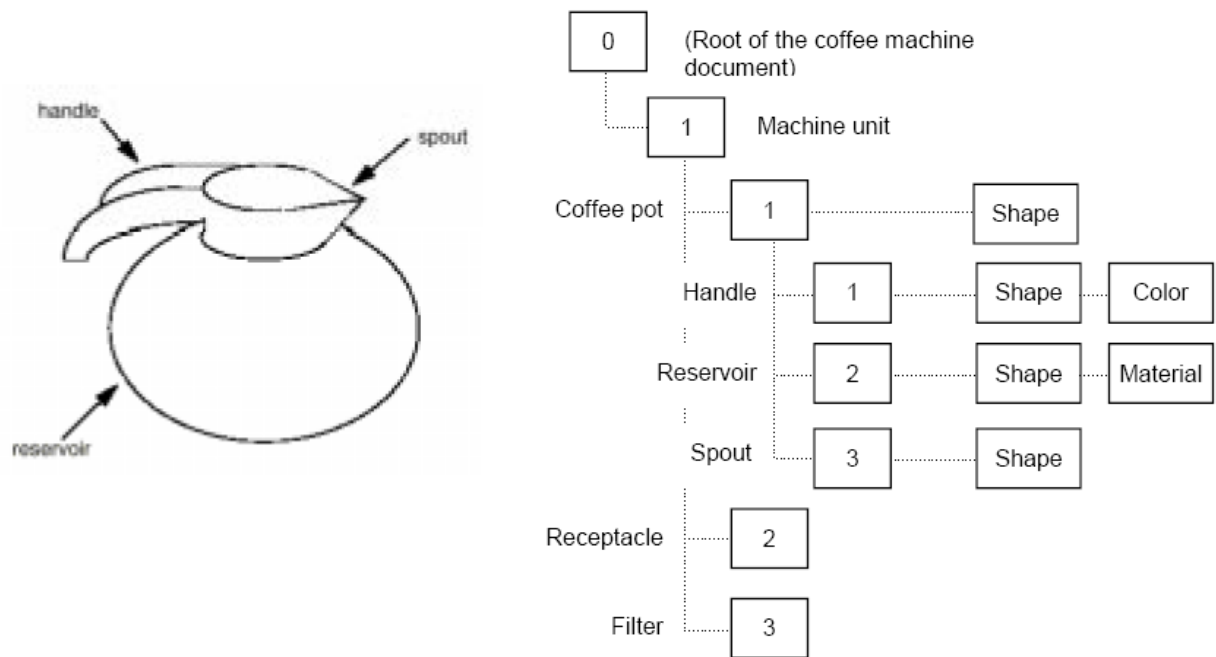 handle
spout
reservoir
0 (Root of the coffee machine
document)
1 Machine unit
Coffee pot 1 Shape
Handle 1 Shape Color
Reservoir 2 Shape Material
Spout 3 Shape
Receptacle 2
Filter 3